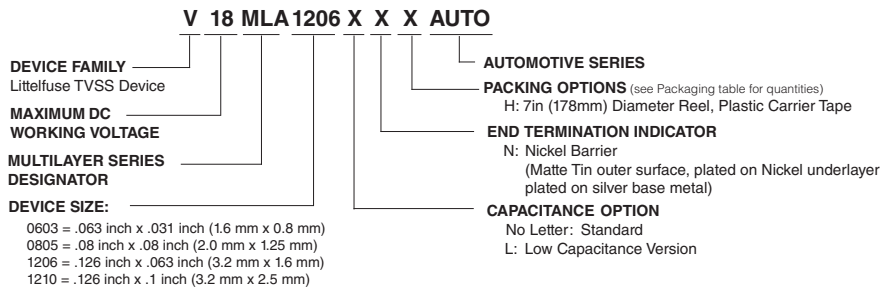 V 18 MLA 1206 X X X AUTO
DEVICE FAMILY
Littelfuse TVSS Device
MAXIMUM DC
WORKING VOLTAGE
MULTILAYER SERIES
DESIGNATOR
DEVICE SIZE:
0603 = .063 inch x .031 inch (1.6 mm x 0.8 mm)
0805 = .08 inch x .08 inch (2.0 mm x 1.25 mm)
1206 = .126 inch x .063 inch (3.2 mm x 1.6 mm)
1210 = .126 inch x .1 inch (3.2 mm x 2.5 mm)
AUTOMOTIVE SERIES
PACKING OPTIONS (see Packaging table for quantities)
H: 7in (178mm) Diameter Reel, Plastic Carrier Tape
END TERMINATION INDICATOR
N: Nickel Barrier
(Matte Tin outer surface, plated on Nickel underlayer
plated on silver base metal)
CAPACITANCE OPTION
No Letter: Standard
L: Low Capacitance Version